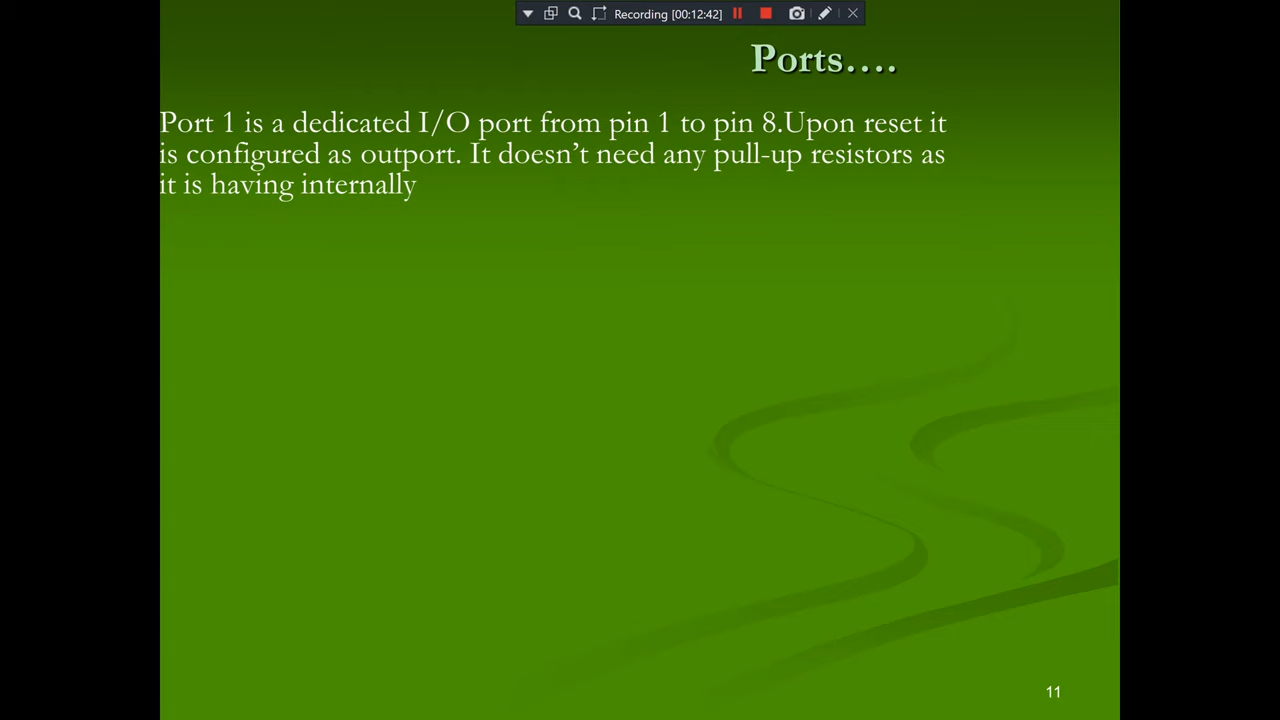 Recording [00:12:42]
Ports….
Port 1 is a dedicated I/O port from pin 1 to pin 8.Upon reset it
is configured as outport. It doesn’t need any pull-up resistors as
it is having internally
11